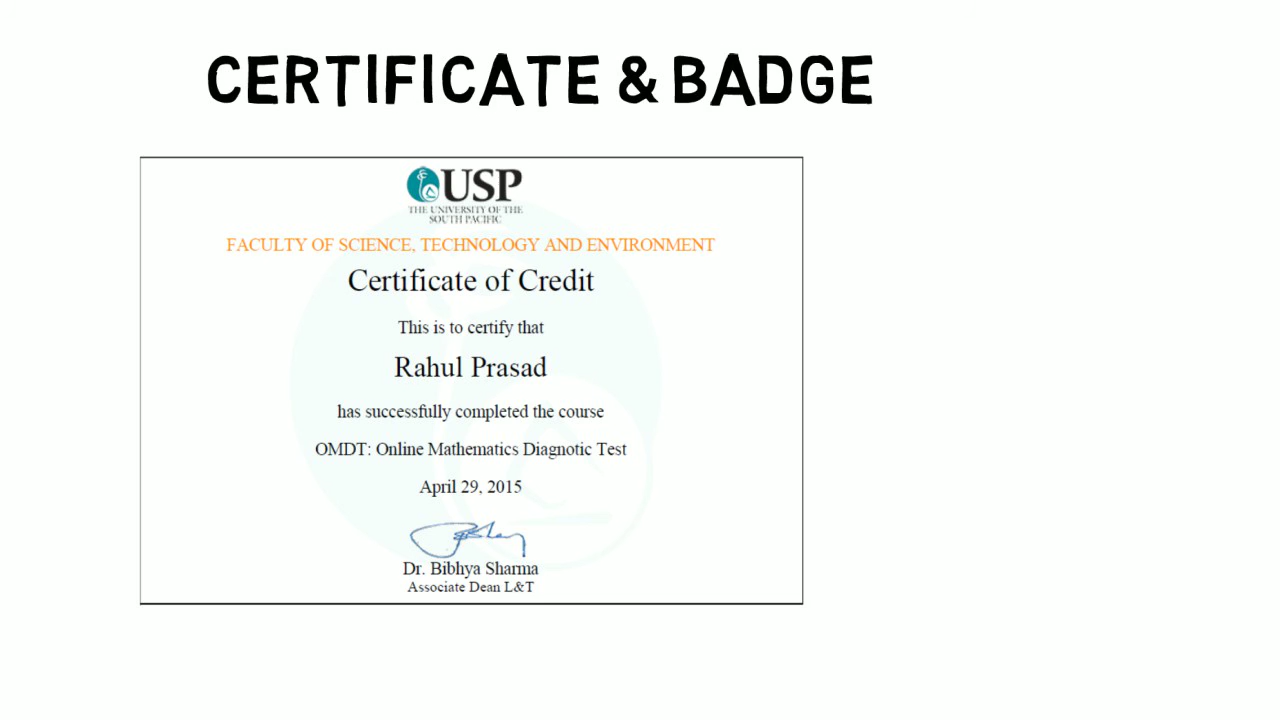 CERTIFICATE & BADGE
USP
THE UNIVERSITY OF THE
SOUTH PACIFIC
FACULTY OF SCIENCE, TECHNOLOGY AND ENVIRONMENT
Certificate of Credit
This is to certify that
Rahul Prasad
has successfully completed the course
OMDT: Online Mathematics Diagnotic Test
April 29, 2015
Dr. Bibhya Sharma
Associate Dean L&T